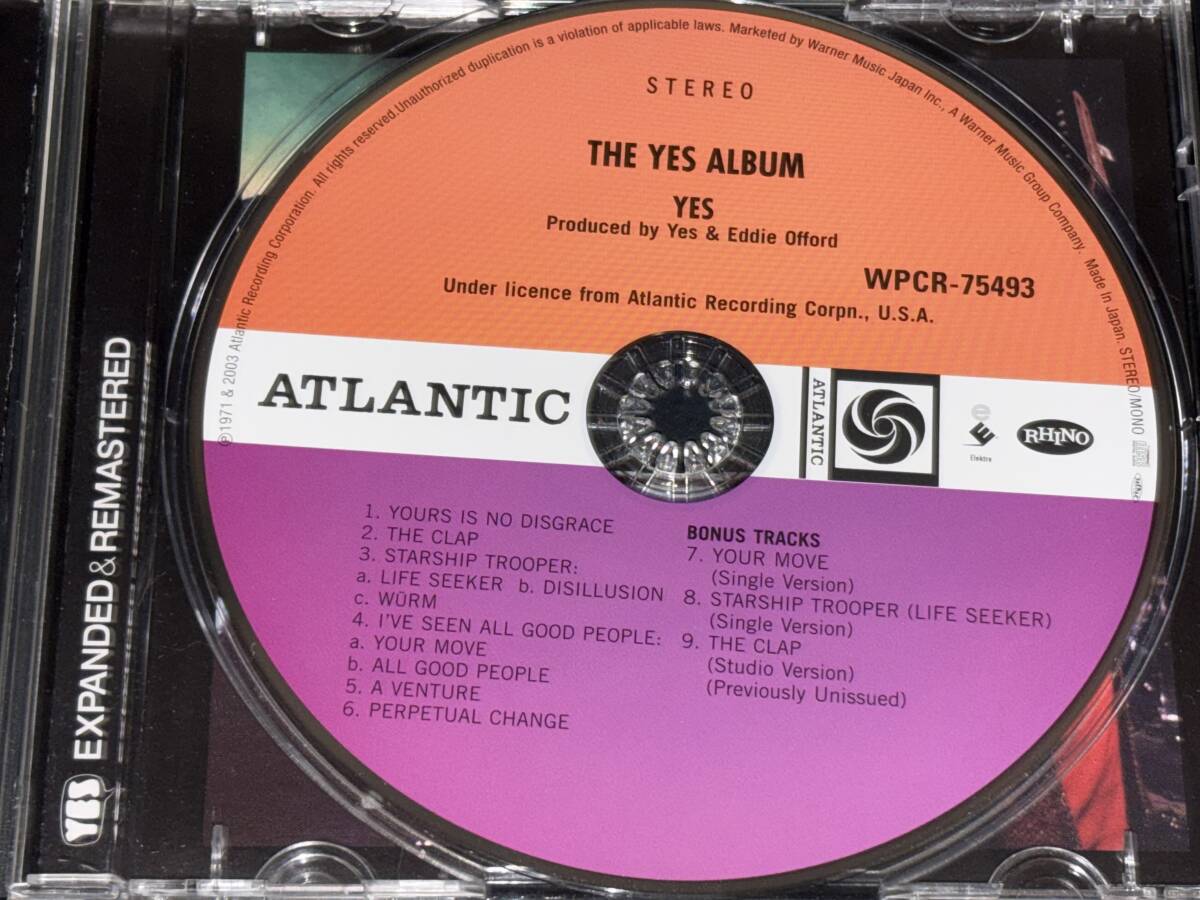 ℗1971 & 2003 Atlantic Recording Corporation. All rights reserved.Unauthorized duplication is a violation of applicable laws. Marketed by Warner Music Japan Inc., A Warner Music Group Company. Made in Japan. STEREO/MONO
STEREO
THE YES ALBUM
YES
Produced by Yes & Eddie Offord
WPCR-75493
Under licence from Atlantic Recording Corpn., U.S.A.
ATLANTIC
ATLANTIC
Elektra
RHINO
1. YOURS IS NO DISGRACE
2. THE CLAP
3. STARSHIP TROOPER:
a. LIFE SEEKER b. DISILLUSION
c. WÜRM
4. I'VE SEEN ALL GOOD PEOPLE:
a. YOUR MOVE
b. ALL GOOD PEOPLE
5. A VENTURE
6. PERPETUAL CHANGE
BONUS TRACKS
7. YOUR MOVE
(Single Version)
8. STARSHIP TROOPER (LIFE SEEKER)
(Single Version)
9. THE CLAP
(Studio Version)
(Previously Unissued)
YES EXPANDED & REMASTERED